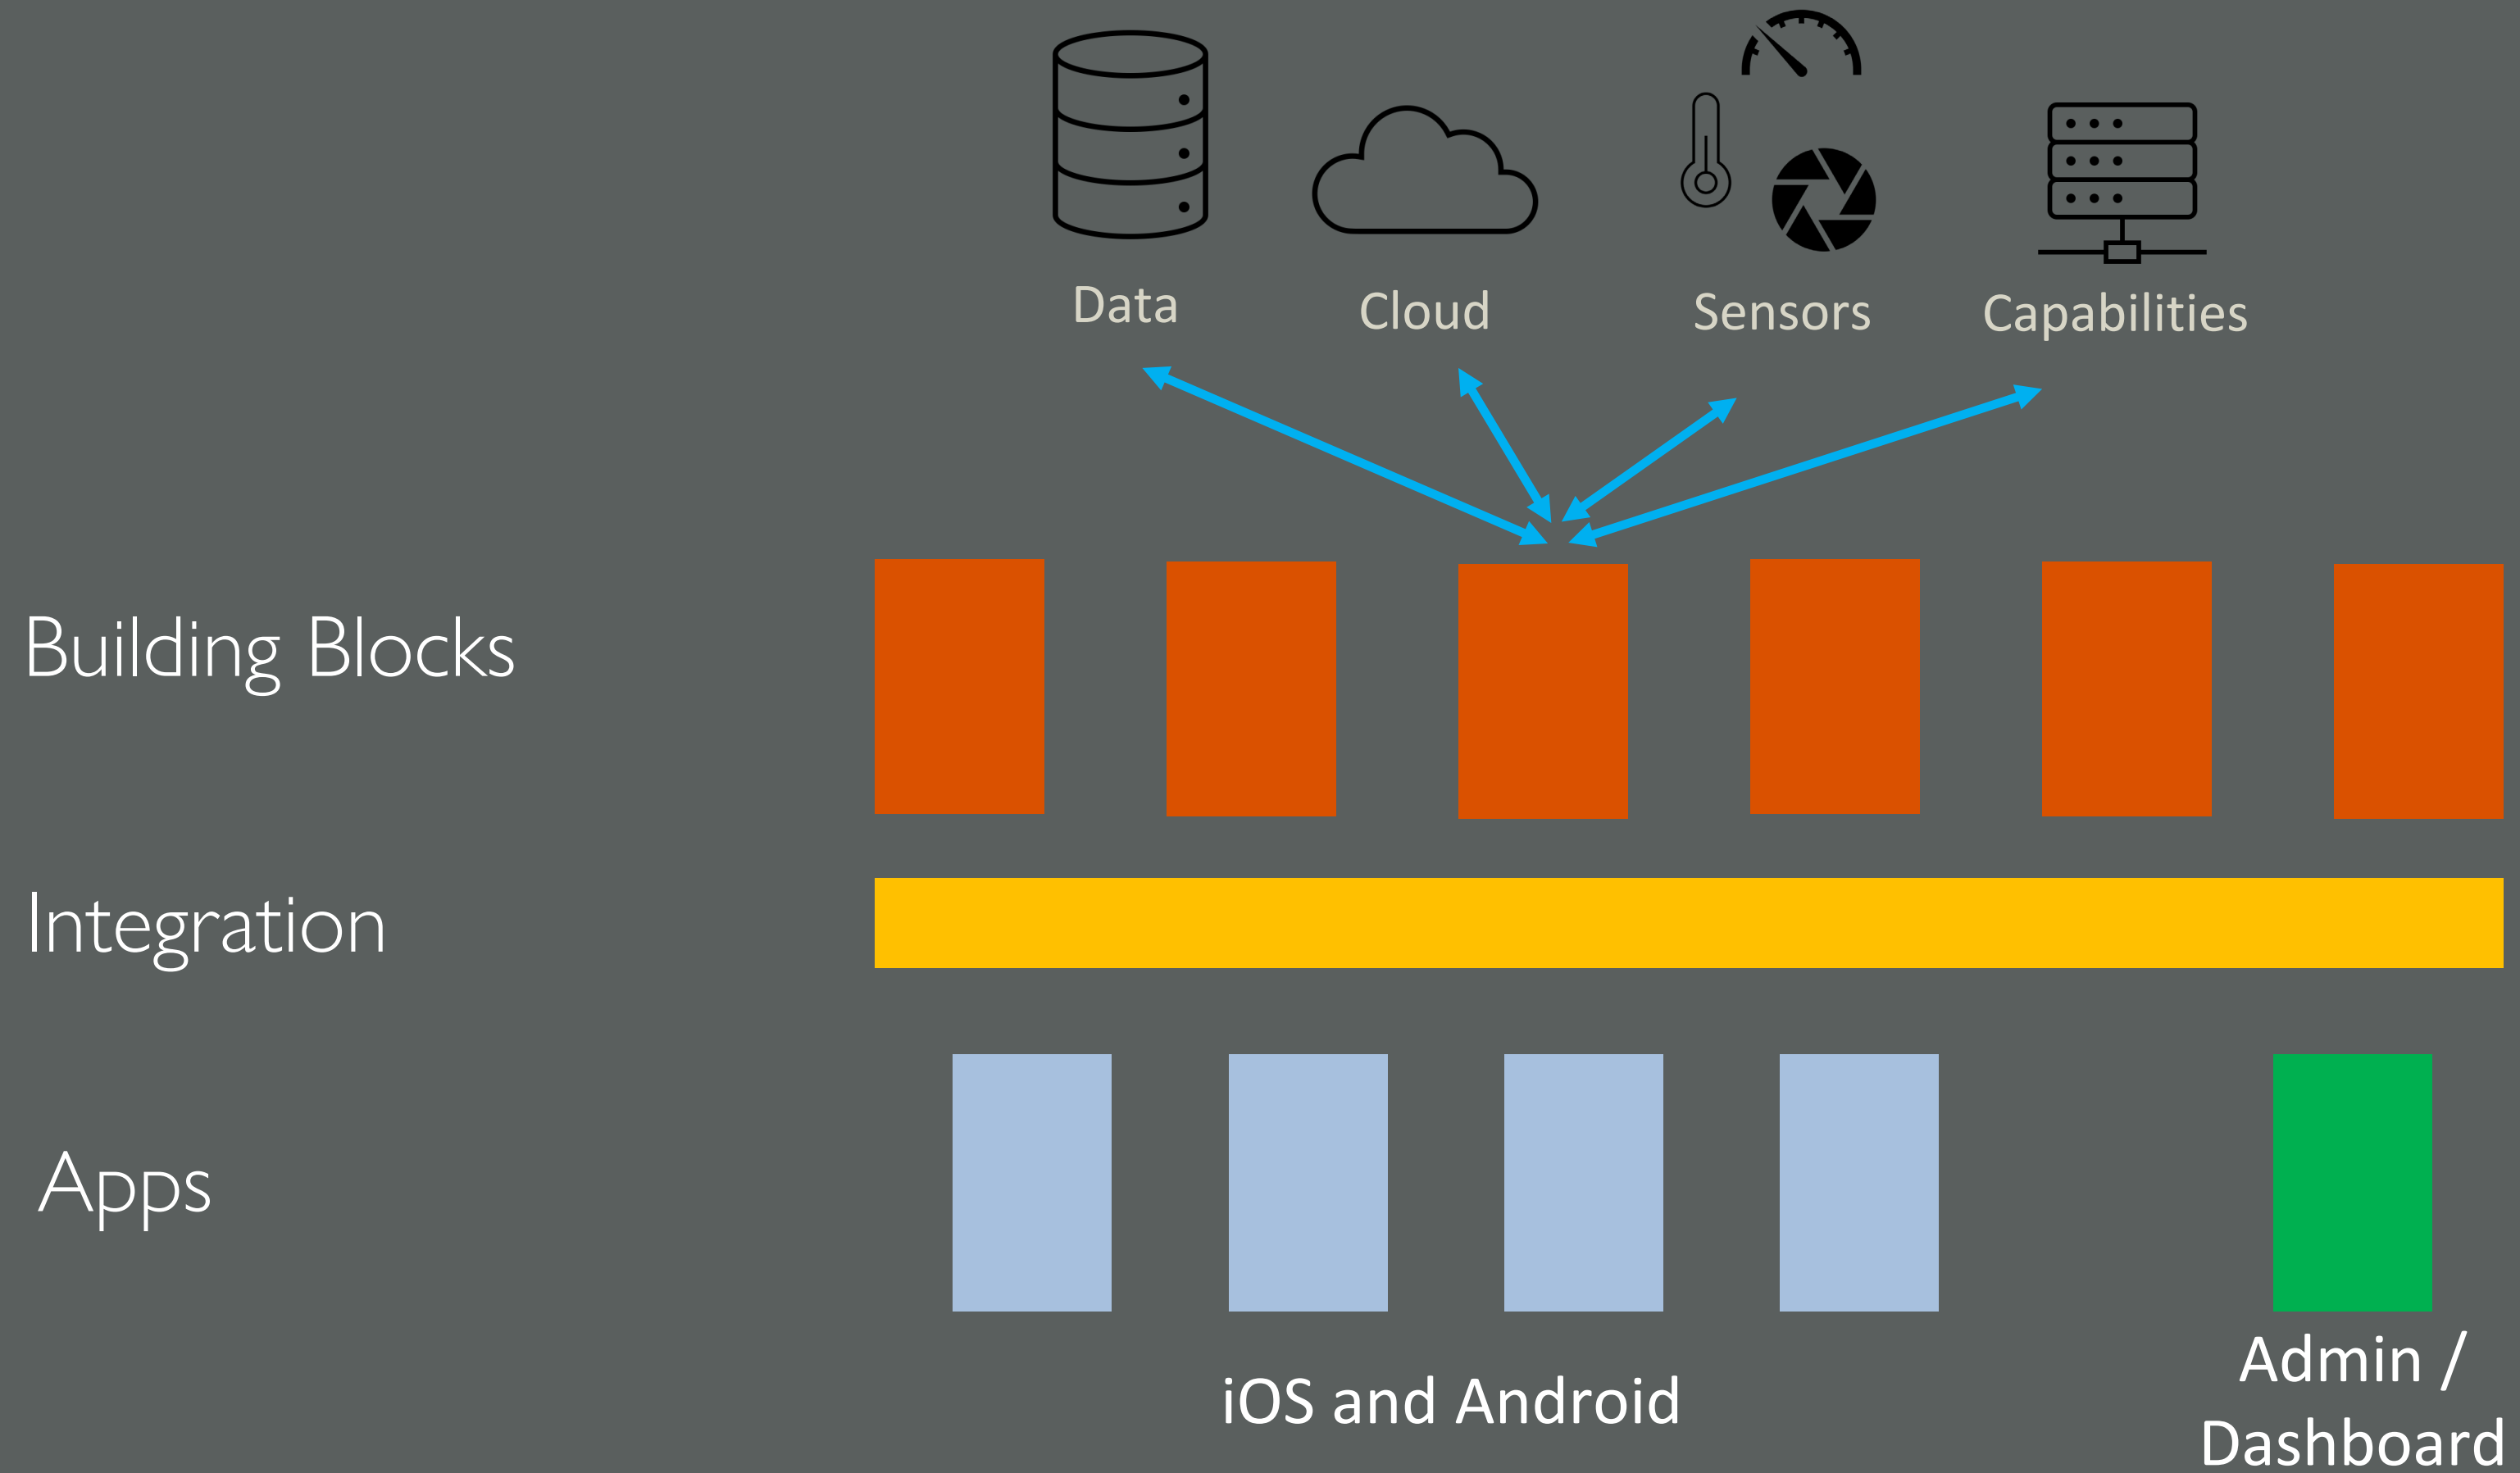 Data
Cloud
Sensors
Capabilities
Building Blocks
Integration
Apps
iOS and Android
Admin /
Dashboard